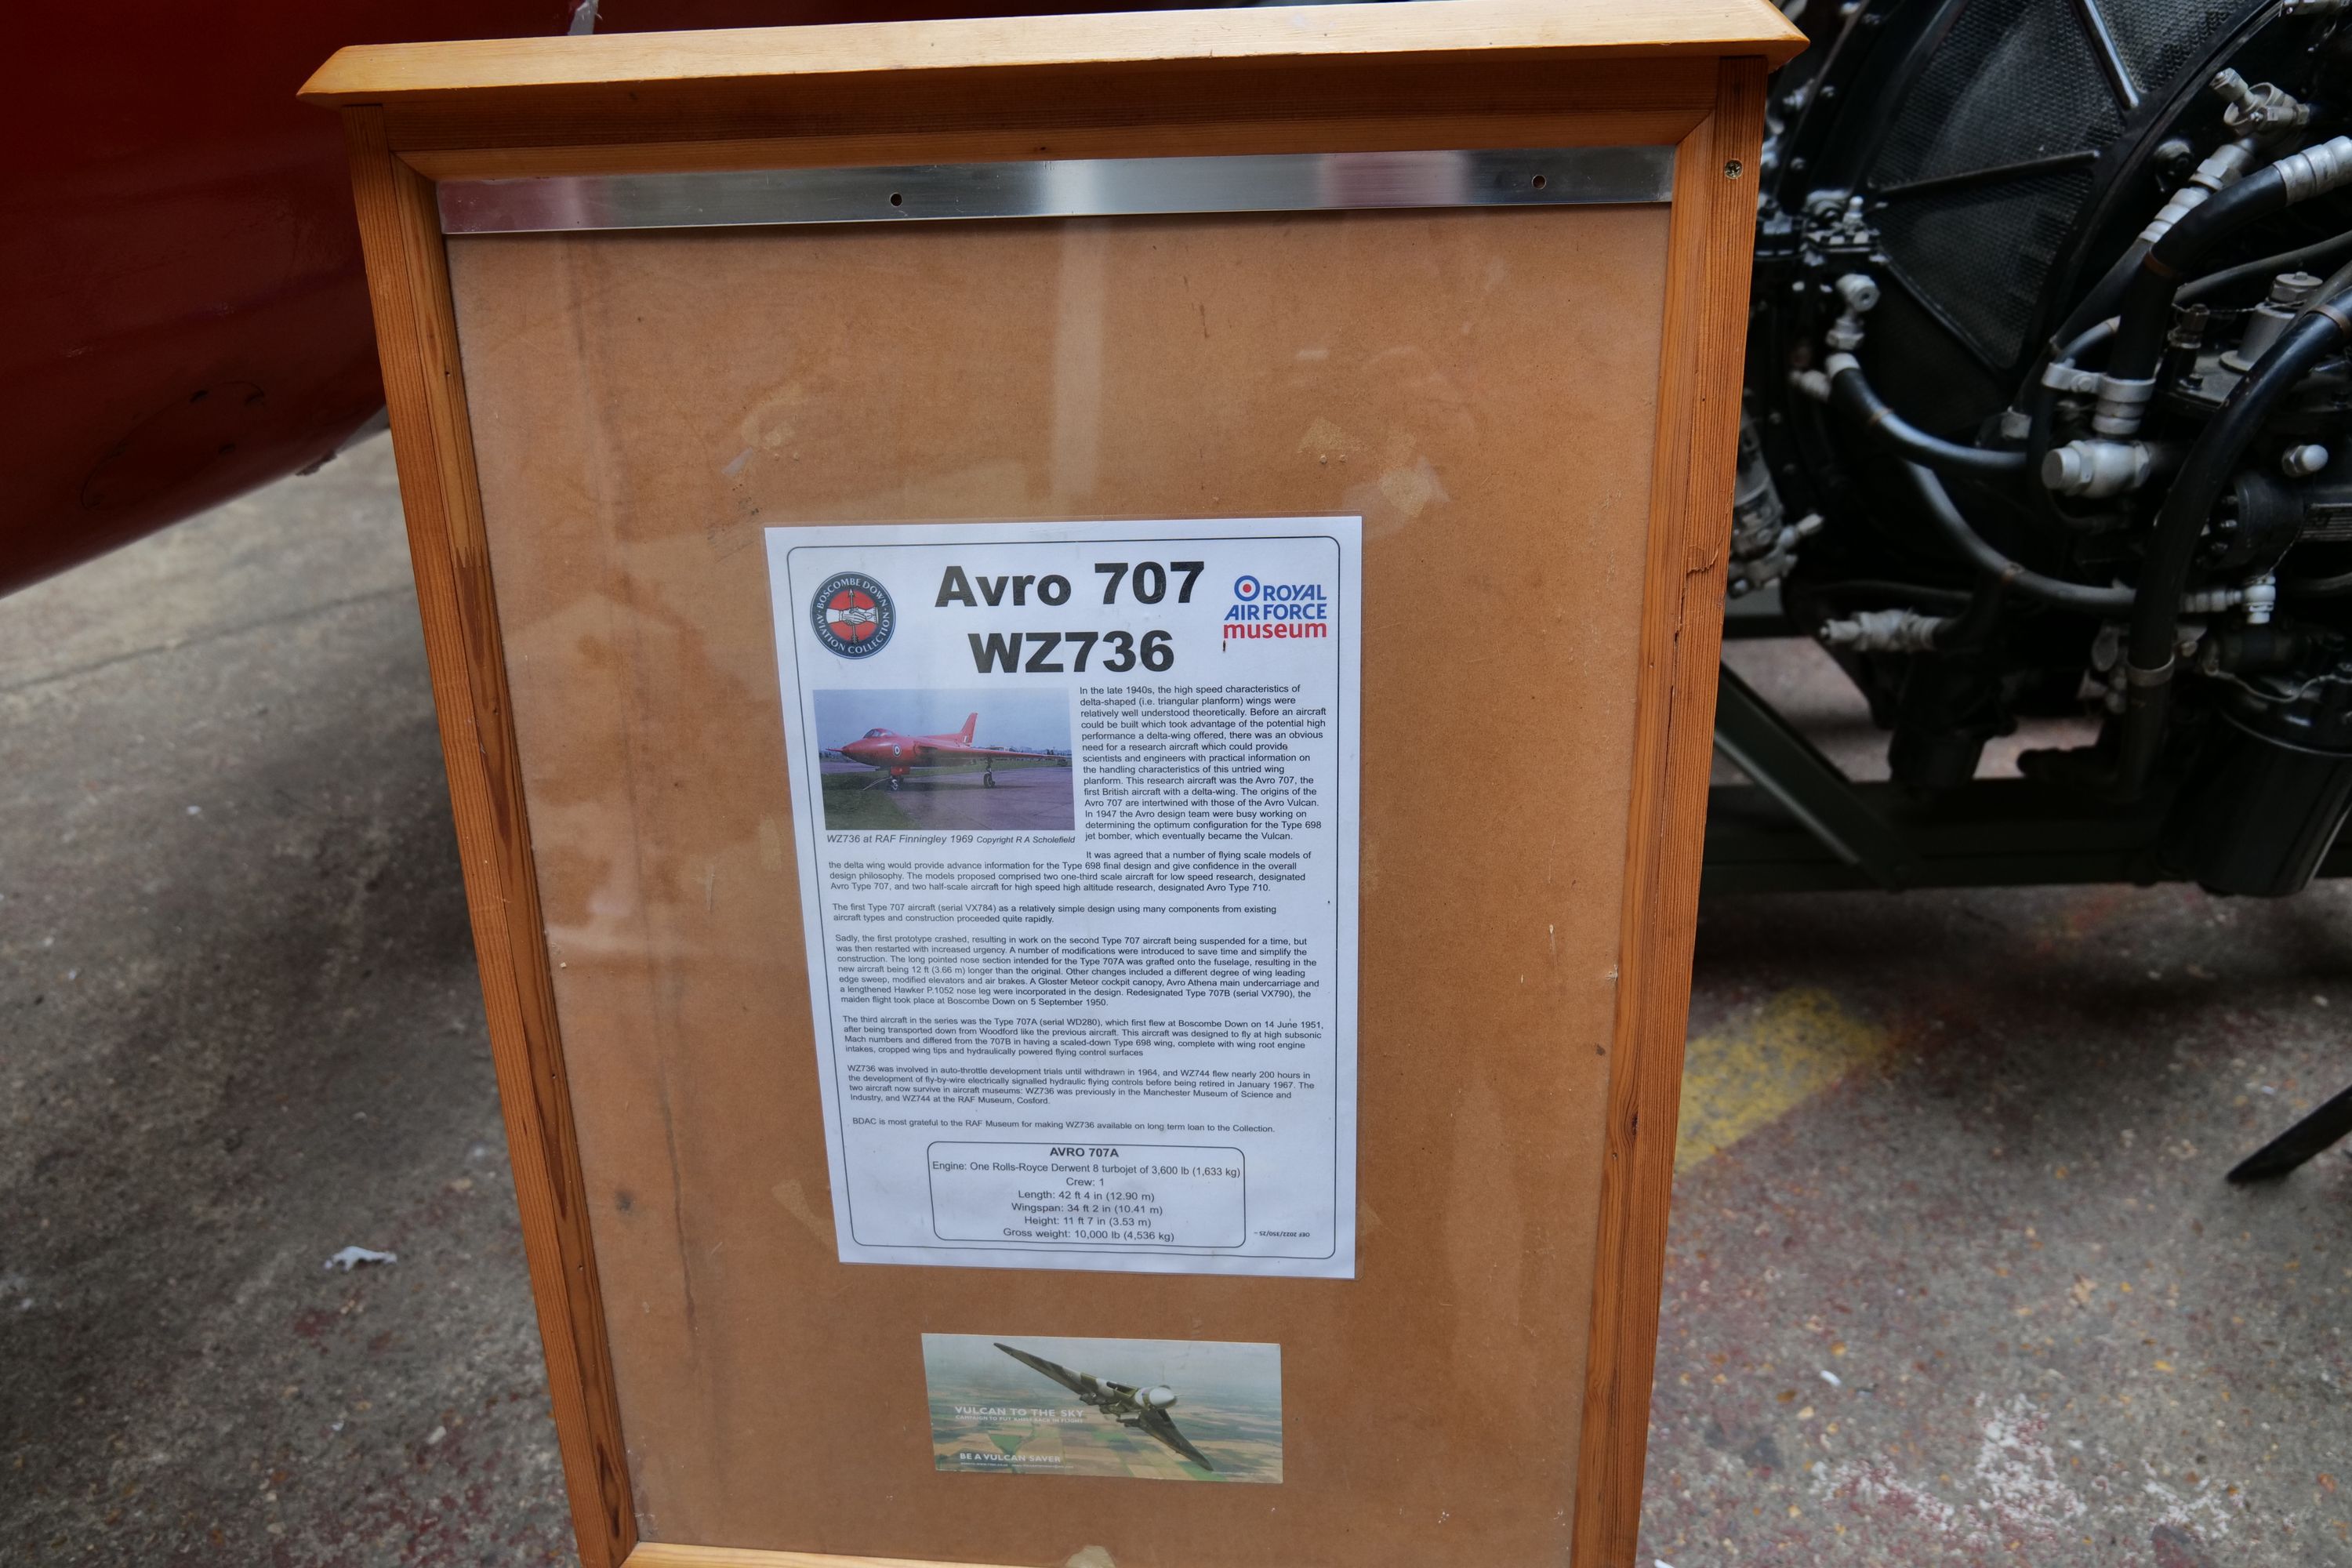 Avro 707
WZ736
BOSCOMBE DOWN
AVIATION COLLECTION
ROYAL
AIR FORCE
museum
In the late 1940s, the high speed characteristics of
delta-shaped (i.e. triangular planform) wings were
relatively well understood theoretically. Before an aircraft
could be built which took advantage of the potential high
performance a delta-wing offered, there was an obvious
need for a research aircraft which could provide
scientists and engineers with practical information on
the handling characteristics of this untried wing
planform. This research aircraft was the Avro 707, the
first British aircraft with a delta-wing. The origins of the
Avro 707 are intertwined with those of the Avro Vulcan.
In 1947 the Avro design team were busy working on
determining the optimum configuration for the Type 698
jet bomber, which eventually became the Vulcan.
WZ736 at RAF Finningley 1969 Copyright R A Scholefield
It was agreed that a number of flying scale models of
the delta wing would provide advance information for the Type 698 final design and give confidence in the overall
design philosophy. The models proposed comprised two one-third scale aircraft for low speed research, designated
Avro Type 707, and two half-scale aircraft for high speed high altitude research, designated Avro Type 710.
The first Type 707 aircraft (serial VX784) as a relatively simple design using many components from existing
aircraft types and construction proceeded quite rapidly.
Sadly, the first prototype crashed, resulting in work on the second Type 707 aircraft being suspended for a time, but
was then restarted with increased urgency. A number of modifications were introduced to save time and simplify the
construction. The long pointed nose section intended for the Type 707A was grafted onto the fuselage, resulting in the
new aircraft being 12 ft (3.66 m) longer than the original. Other changes included a different degree of wing leading
edge sweep, modified elevators and air brakes. A Gloster Meteor cockpit canopy, Avro Athena main undercarriage and
a lengthened Hawker P.1052 nose leg were incorporated in the design. Redesignated Type 707B (serial VX790), the
maiden flight took place at Boscombe Down on 5 September 1950.
The third aircraft in the series was the Type 707A (serial WD280), which first flew at Boscombe Down on 14 June 1951,
after being transported down from Woodford like the previous aircraft. This aircraft was designed to fly at high subsonic
Mach numbers and differed from the 707B in having a scaled-down Type 698 wing, complete with wing root engine
intakes, cropped wing tips and hydraulically powered flying control surfaces
WZ736 was involved in auto-throttle development trials until withdrawn in 1964, and WZ744 flew nearly 200 hours in
the development of fly-by-wire electrically signalled hydraulic flying controls before being retired in January 1967. The
two aircraft now survive in aircraft museums: WZ736 was previously in the Manchester Museum of Science and
Industry, and WZ744 at the RAF Museum, Cosford.
BDAC is most grateful to the RAF Museum for making WZ736 available on long term loan to the Collection.
AVRO 707A
Engine: One Rolls-Royce Derwent 8 turbojet of 3,600 lb (1,633 kg)
Crew: 1
Length: 42 ft 4 in (12.90 m)
Wingspan: 34 ft 2 in (10.41 m)
Height: 11 ft 7 in (3.53 m)
Gross weight: 10,000 lb (4,536 kg)
VULCAN TO THE SKY
BE A VULCAN SAVER